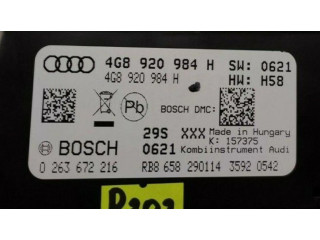 4G8 920 984 H SW: 0621
4G8 920 984 H HW: H58
Pb BOSCH DMC:
29S XXX Made in Hungary
K: 157375
BOSCH 0621 Kombiinstrument Audi
0 263 672 216 RB8 658 290114 3592 0542